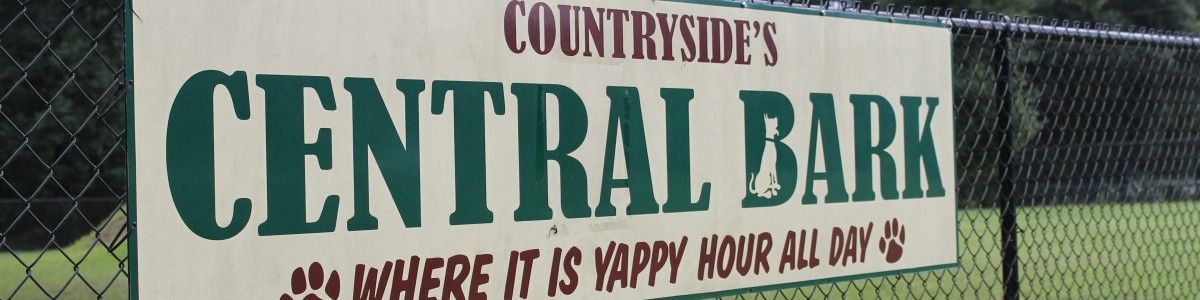 COUNTRYSIDE'S
CENTRAL BARK
WHERE IT IS YAPPY HOUR ALL DAY